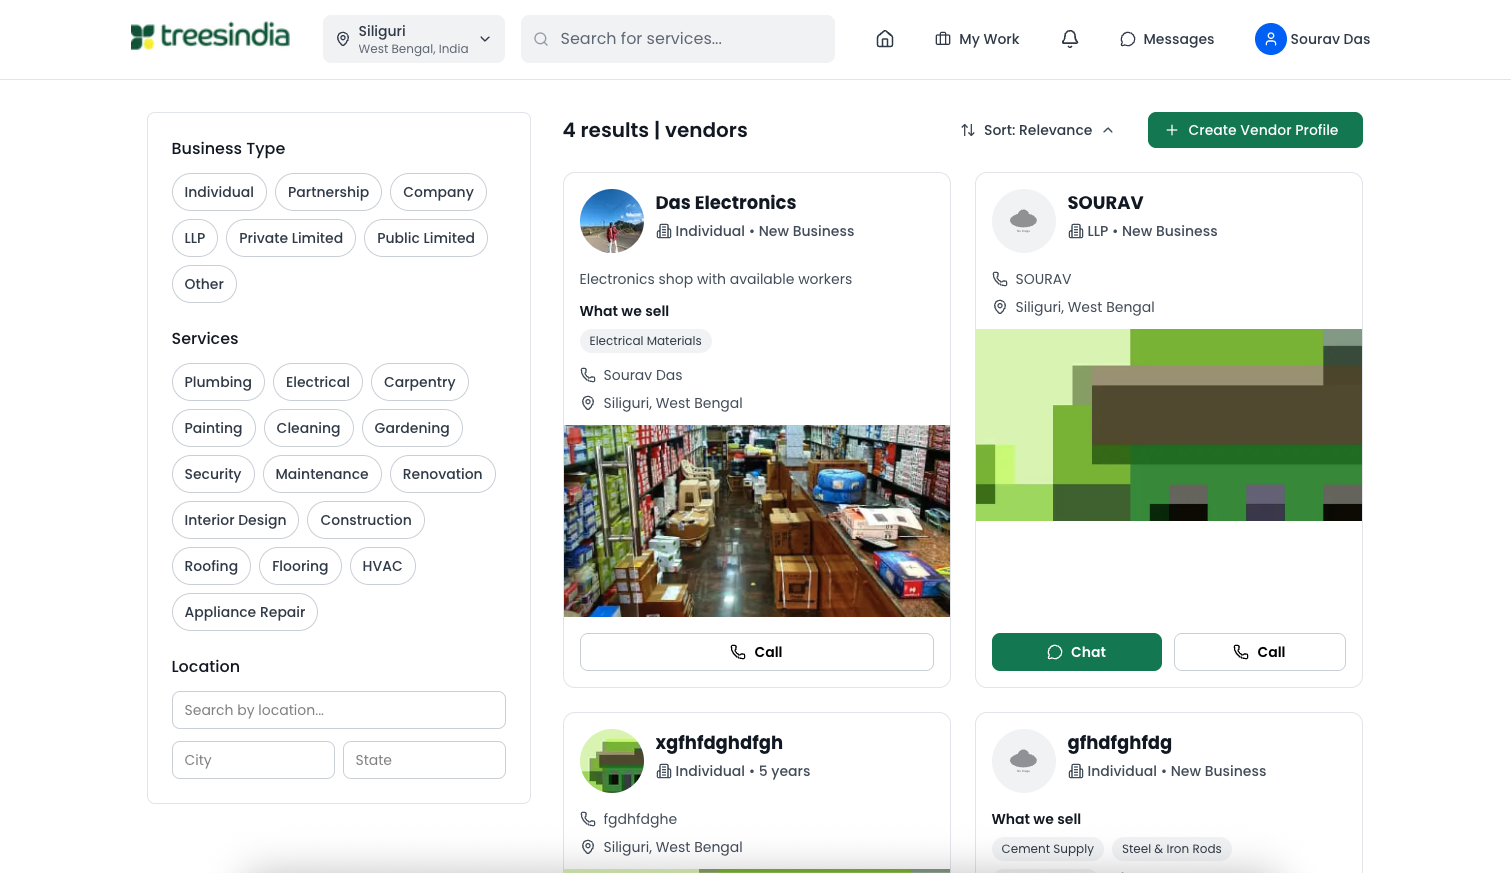 treesindia
Siliguri
West Bengal, India
Search for services...
My Work
Messages
Sourav Das
Business Type
Individual
Partnership
Company
LLP
Private Limited
Public Limited
Other
Services
Plumbing
Electrical
Carpentry
Painting
Cleaning
Gardening
Security
Maintenance
Renovation
Interior Design
Construction
Roofing
Flooring
HVAC
Appliance Repair
Location
Search by location...
City
State
4 results | vendors
Sort: Relevance
Create Vendor Profile
Das Electronics
Individual • New Business
Electronics shop with available workers
What we sell
Electrical Materials
Sourav Das
Siliguri, West Bengal
Call
SOURAV
LLP • New Business
SOURAV
Siliguri, West Bengal
Chat
Call
xgfhfdghdfgh
Individual • 5 years
fgdhfdghe
Siliguri, West Bengal
gfhdfghfdg
Individual • New Business
What we sell
Cement Supply
Steel & Iron Rods